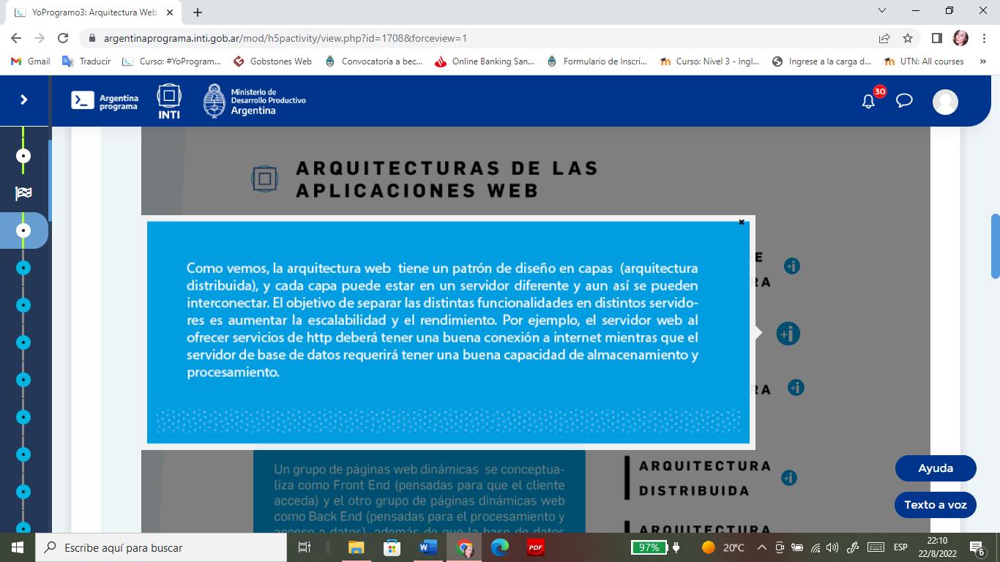 YoProgramo3: Arquitectura Web
argentinaprograma.inti.gob.ar/mod/h5pactivity/view.php?id=1708&forceview=1
Gmail
Traducir
Curso: #YoProgram...
Gobstones Web
Convocatoria a bec...
Online Banking San...
Formulario de Inscri...
Curso: Nivel 3 - Ingl...
Ingrese a la carga d...
UTN: All courses
»
Argentina
programa
INTI
Ministerio de
Desarrollo Productivo
Argentina
30
ARQUITECTURAS DE LAS
APLICACIONES WEB
Como vemos, la arquitectura web tiene un patrón de diseño en capas (arquitectura
distribuida), y cada capa puede estar en un servidor diferente y aun así se pueden
interconectar. El objetivo de separar las distintas funcionalidades en distintos servido-
res es aumentar la escalabilidad y el rendimiento. Por ejemplo, el servidor web al
ofrecer servicios de http deberá tener una buena conexión a internet mientras que el
servidor de base de datos requerirá tener una buena capacidad de almacenamiento y
procesamiento.
E
RA
+i
+i
RA
+i
Un grupo de páginas web dinámicas se conceptua-
liza como Front End (pensadas para que el cliente
acceda) y el otro grupo de páginas dinámicas web
como Back End (pensadas para el procesamiento y
acceso a datos), además de que la base de datos
ARQUITECTURA
DISTRIBUIDA
+i
ARQUITECTURA
Ayuda
Texto a voz
Escribe aquí para buscar
PDF
97%
20°C
ESP
22:10
22/8/2022
6